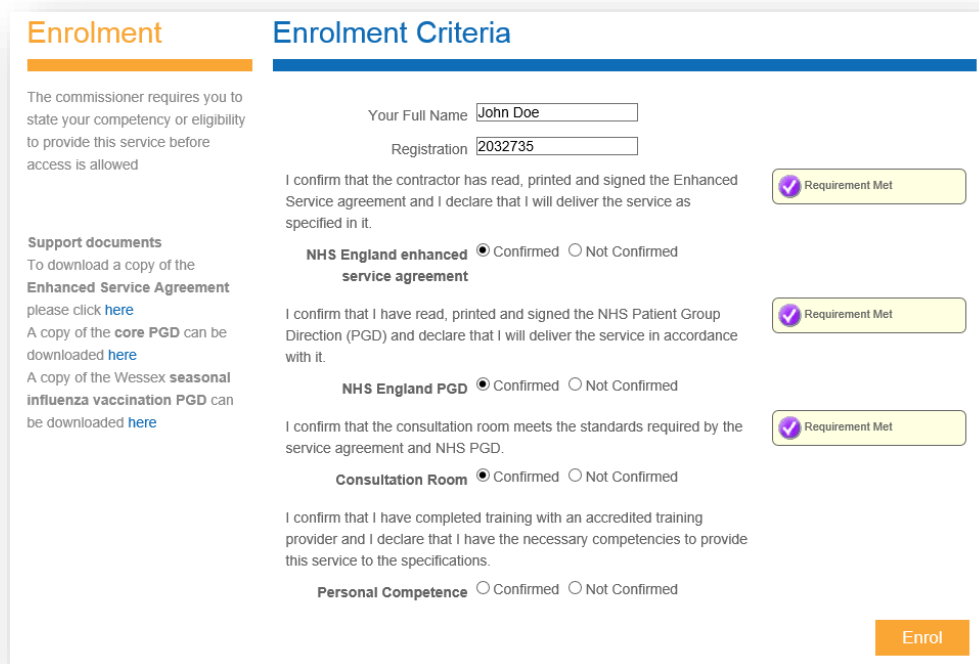 Enrolment
The commissioner requires you to
state your competency or eligibility
to provide this service before
access is allowed
Support documents
To download a copy of the
Enhanced Service Agreement
please click here
A copy of the core PGD can be
downloaded here
A copy of the Wessex seasonal
influenza vaccination PGD can
be downloaded here
Enrolment Criteria
Your Full Name John Doe
Registration 2032735
I confirm that the contractor has read, printed and signed the Enhanced
Service agreement and I declare that I will deliver the service as
specified in it.
Requirement Met
NHS England enhanced
service agreement
Confirmed Not Confirmed
I confirm that I have read, printed and signed the NHS Patient Group
Direction (PGD) and declare that I will deliver the service in accordance
with it.
Requirement Met
NHS England PGD Confirmed Not Confirmed
I confirm that the consultation room meets the standards required by the
service agreement and NHS PGD.
Requirement Met
Consultation Room Confirmed Not Confirmed
I confirm that I have completed training with an accredited training
provider and I declare that I have the necessary competencies to provide
this service to the specifications.
Personal Competence Confirmed Not Confirmed
Enrol